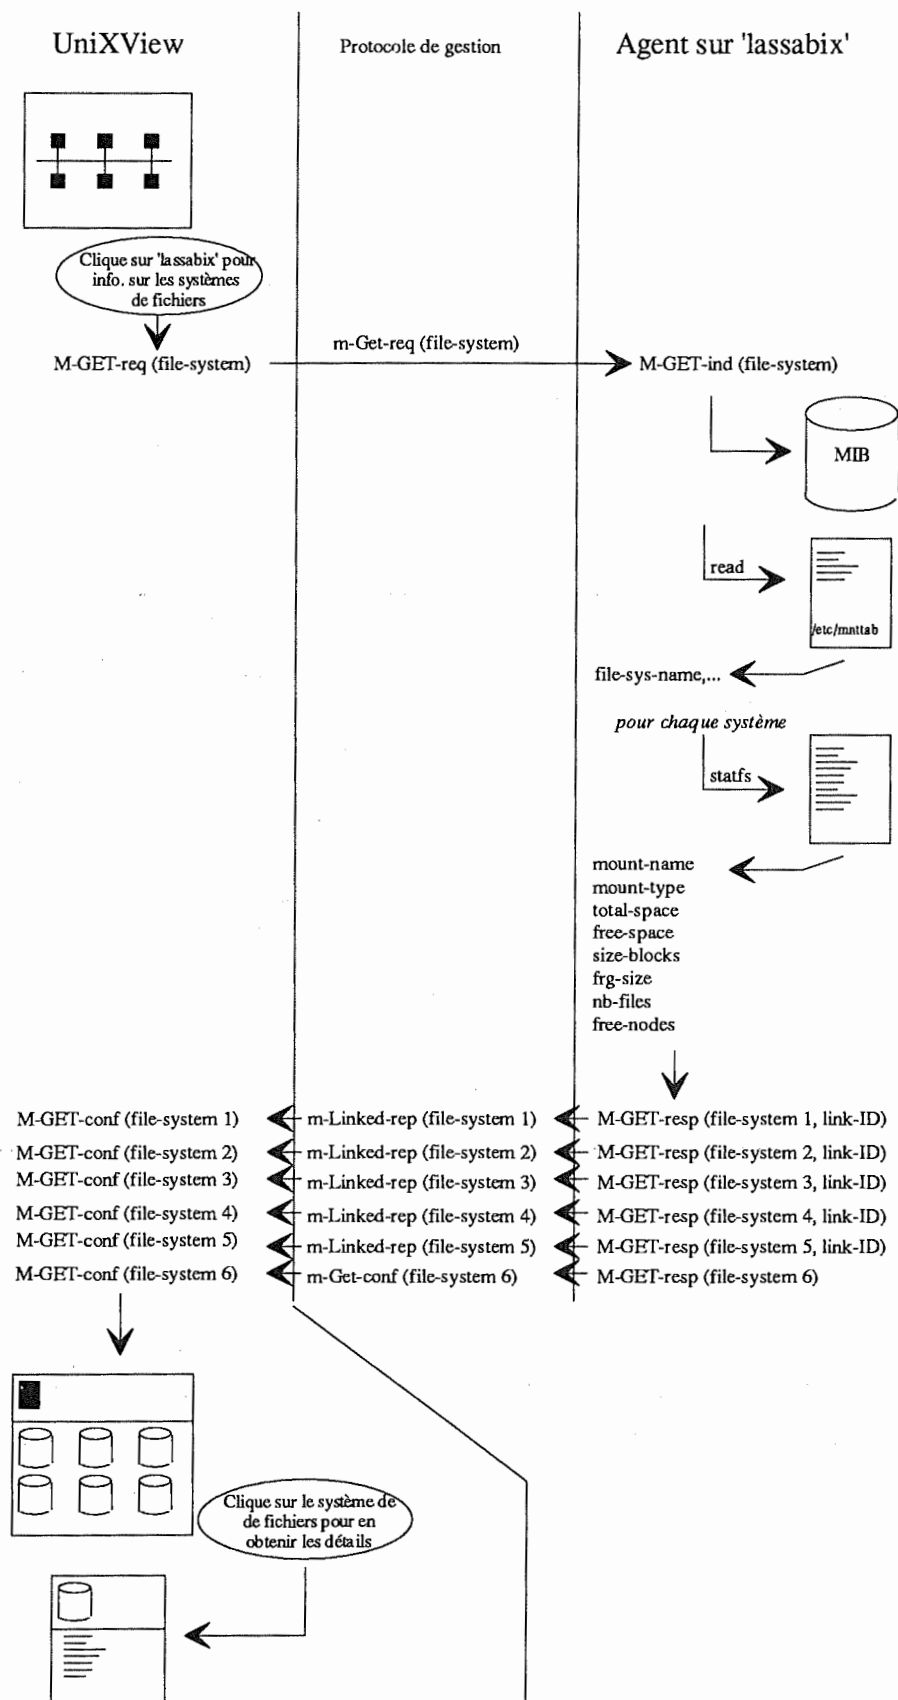 UniXView
Protocole de gestion
Agent sur 'lassabix'
Clique sur 'lassabix' pour
info. sur les systèmes
de fichiers
M-GET-req (file-system)
m-Get-req (file-system)
M-GET-ind (file-system)
MIB
read
/etc/mnttab
file-sys-name,...
pour chaque système
statfs
mount-name
mount-type
total-space
free-space
size-blocks
frg-size
nb-files
free-nodes
M-GET-conf (file-system 1) m-Linked-rep (file-system 1) M-GET-resp (file-system 1, link-ID)
M-GET-conf (file-system 2) m-Linked-rep (file-system 2) M-GET-resp (file-system 2, link-ID)
M-GET-conf (file-system 3) m-Linked-rep (file-system 3) M-GET-resp (file-system 3, link-ID)
M-GET-conf (file-system 4) m-Linked-rep (file-system 4) M-GET-resp (file-system 4, link-ID)
M-GET-conf (file-system 5) m-Linked-rep (file-system 5) M-GET-resp (file-system 5, link-ID)
M-GET-conf (file-system 6) m-Get-conf (file-system 6) M-GET-resp (file-system 6)
Clique sur le système de
de fichiers pour en
obtenir les détails